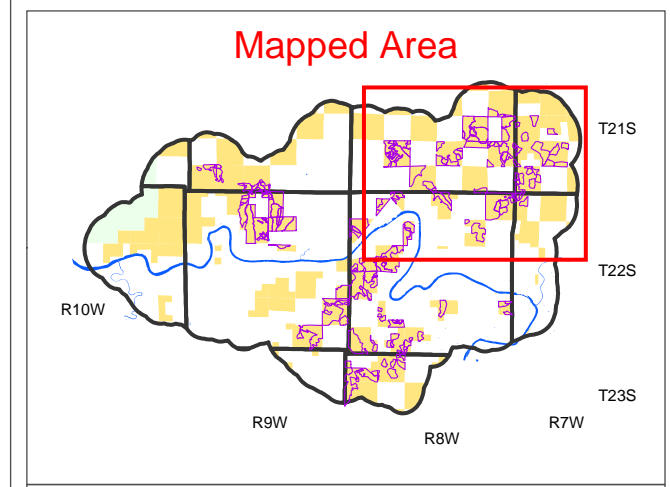 Mapped Area
T21S
T22S
R10W
T23S
R9W
R7W
R8W